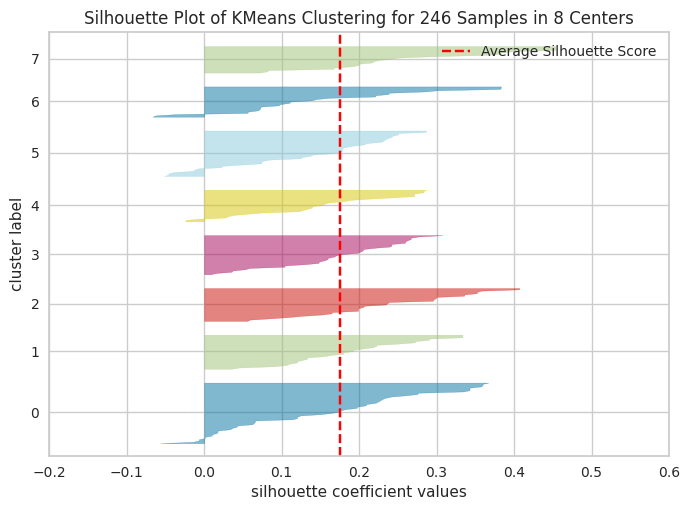 Silhouette Plot of KMeans Clustering for 246 Samples in 8 Centers
Average Silhouette Score
cluster label
7
6
5
4
3
2
1
0
−0.2 −0.1 0.0 0.1 0.2 0.3 0.4 0.5 0.6
silhouette coefficient values